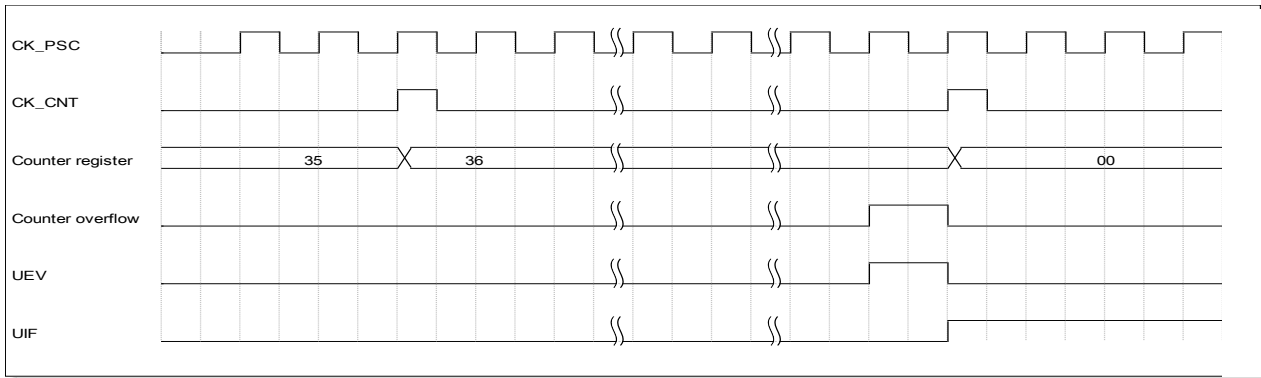 CK_PSC
CK_CNT
Counter register 35 36 00
Counter overflow
UEV
UIF